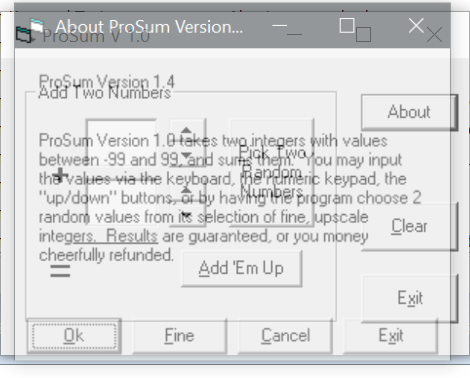 About ProSum Version...
ProSum V 1.0
ProSum Version 1.4
Add Two Numbers
About
ProSum Version 1.0 takes two integers with values
between -99 and 99, and sums them. You may input
the values via the keyboard, the numeric keypad, the
"up/down" buttons, or by having the program choose 2
random values from its selection of fine, upscale
integers. Results are guaranteed, or you money
cheerfully refunded.
Pick Two
Random
Numbers
+
Clear
=
Add 'Em Up
Exit
Ok
Fine
Cancel
Exit